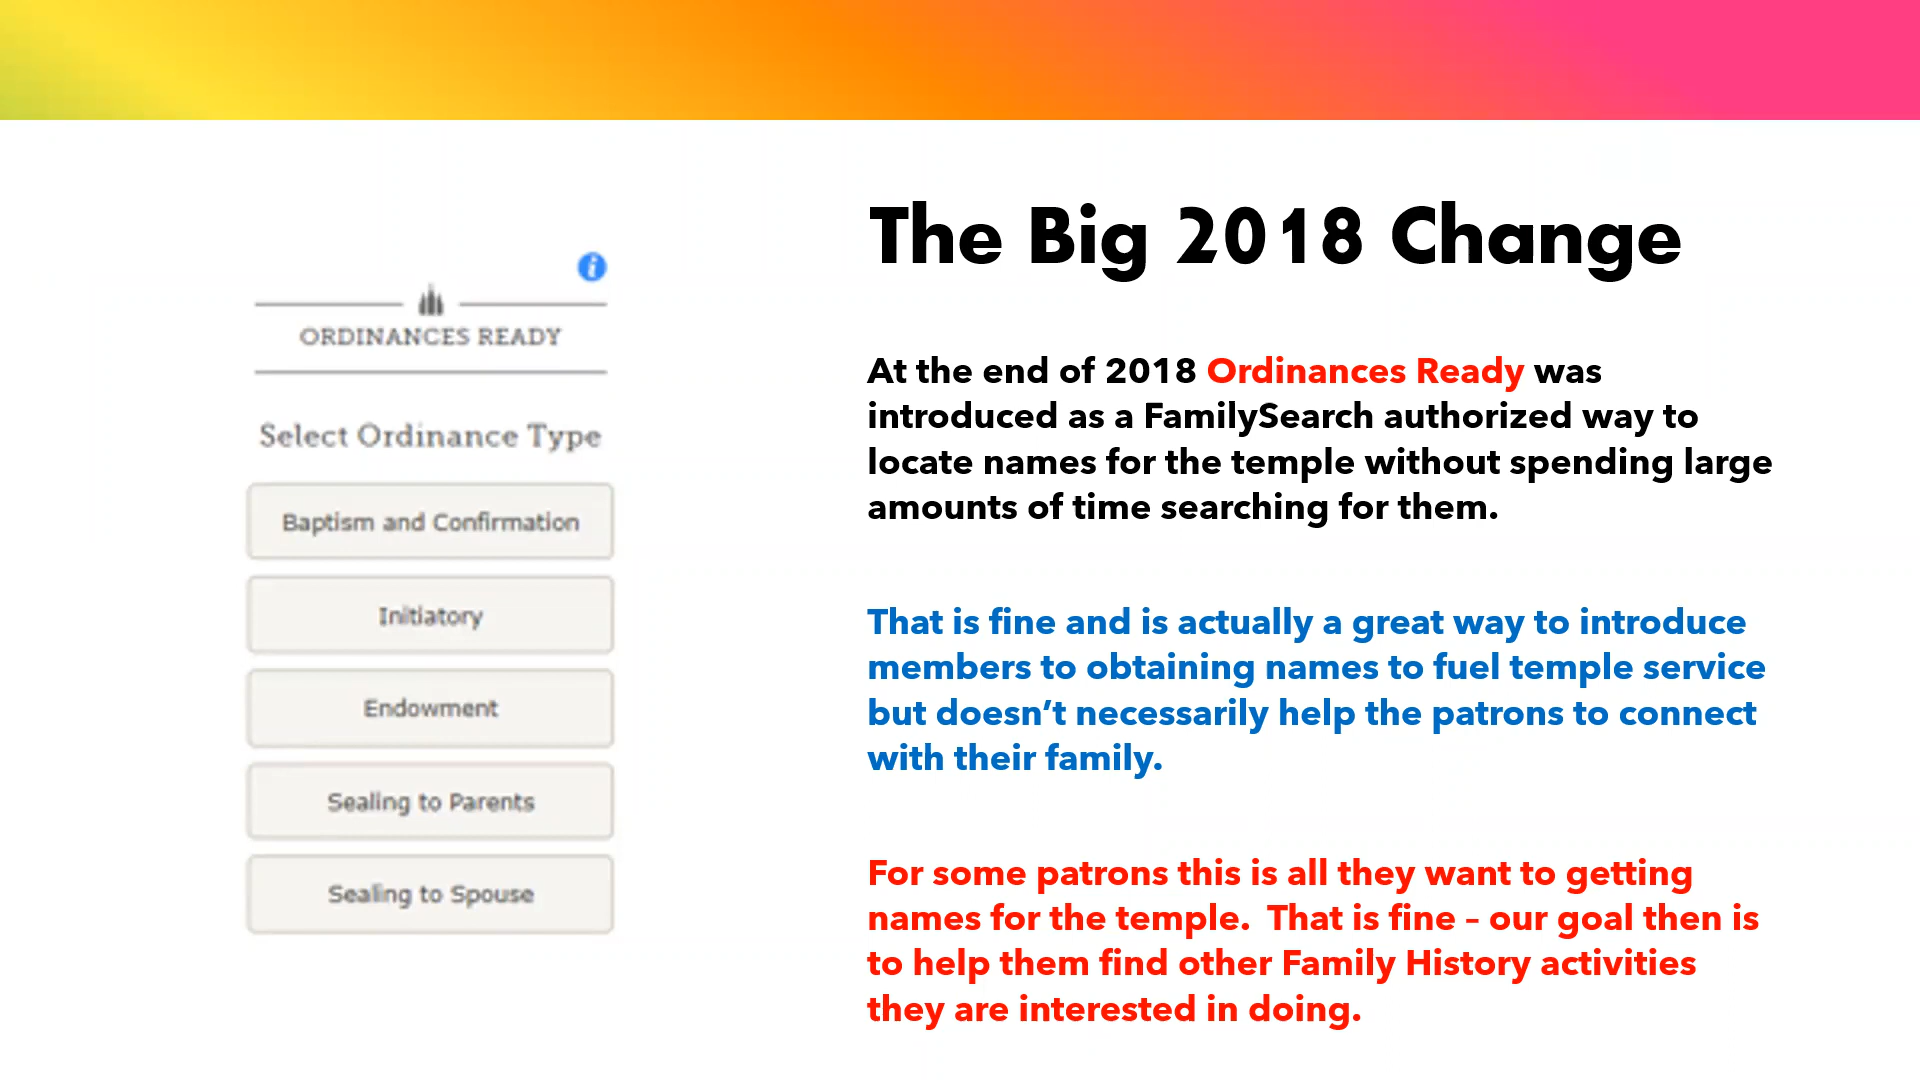 ORDINANCES READY
Select Ordinance Type
Baptism and Confirmation
Initiatory
Endowment
Sealing to Parents
Sealing to Spouse
The Big 2018 Change
At the end of 2018 Ordinances Ready was
introduced as a FamilySearch authorized way to
locate names for the temple without spending large
amounts of time searching for them.
That is fine and is actually a great way to introduce
members to obtaining names to fuel temple service
but doesn’t necessarily help the patrons to connect
with their family.
For some patrons this is all they want to getting
names for the temple.  That is fine – our goal then is
to help them find other Family History activities
they are interested in doing.